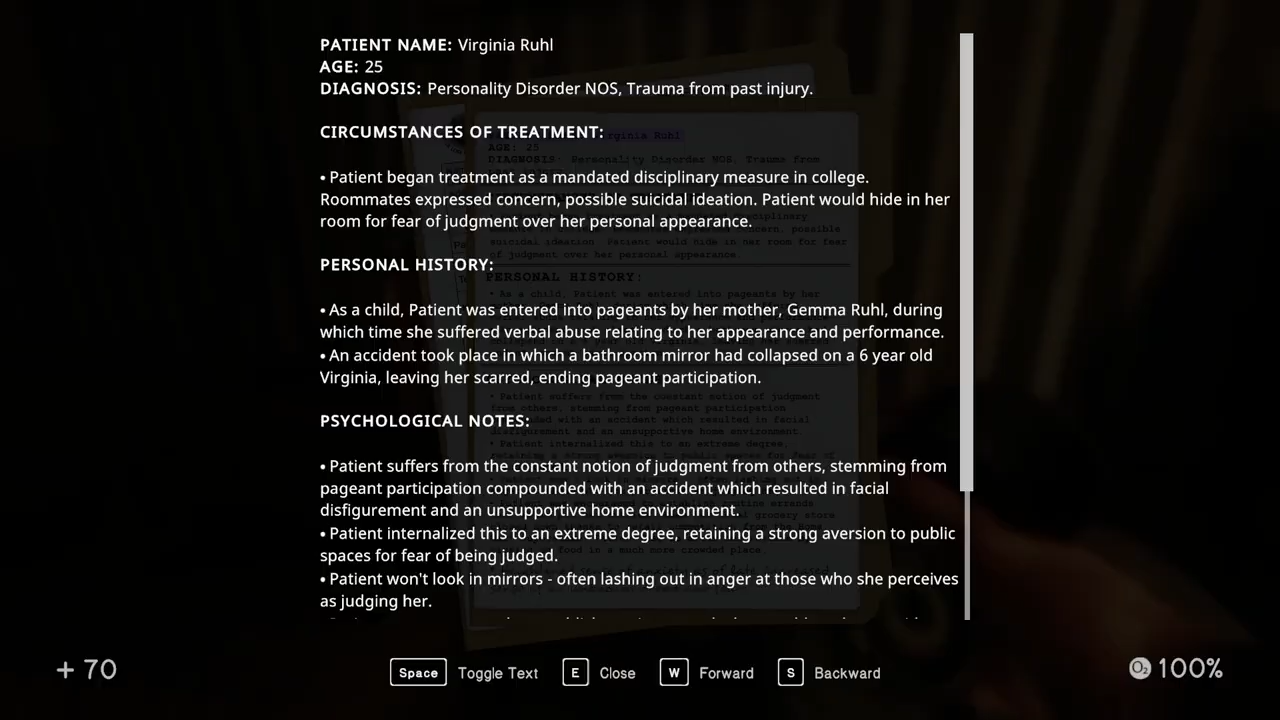 PATIENT NAME: Virginia Ruhl
AGE: 25
DIAGNOSIS: Personality Disorder NOS, Trauma from past injury.
CIRCUMSTANCES OF TREATMENT:
• Patient began treatment as a mandated disciplinary measure in college.
Roommates expressed concern, possible suicidal ideation. Patient would hide in her
room for fear of judgment over her personal appearance.
PERSONAL HISTORY:
• As a child, Patient was entered into pageants by her mother, Gemma Ruhl, during
which time she suffered verbal abuse relating to her appearance and performance.
• An accident took place in which a bathroom mirror had collapsed on a 6 year old
Virginia, leaving her scarred, ending pageant participation.
PSYCHOLOGICAL NOTES:
• Patient suffers from the constant notion of judgment from others, stemming from
pageant participation compounded with an accident which resulted in facial
disfigurement and an unsupportive home environment.
• Patient internalized this to an extreme degree, retaining a strong aversion to public
spaces for fear of being judged.
• Patient won't look in mirrors - often lashing out in anger at those who she perceives
as judging her.
+ 70
Space Toggle Text E Close W Forward S Backward
O2 100%